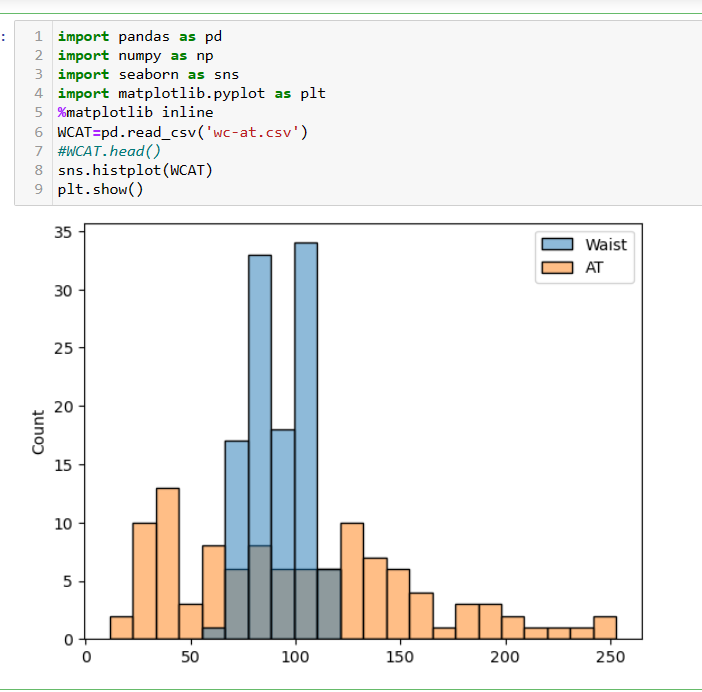 :
1 import pandas as pd
2 import numpy as np
3 import seaborn as sns
4 import matplotlib.pyplot as plt
5 %matplotlib inline
6 WCAT=pd.read_csv('wc-at.csv')
7 #WCAT.head()
8 sns.histplot(WCAT)
9 plt.show()
35
30
25
20
15
10
5
0
Count
Waist
AT
0 50 100 150 200 250